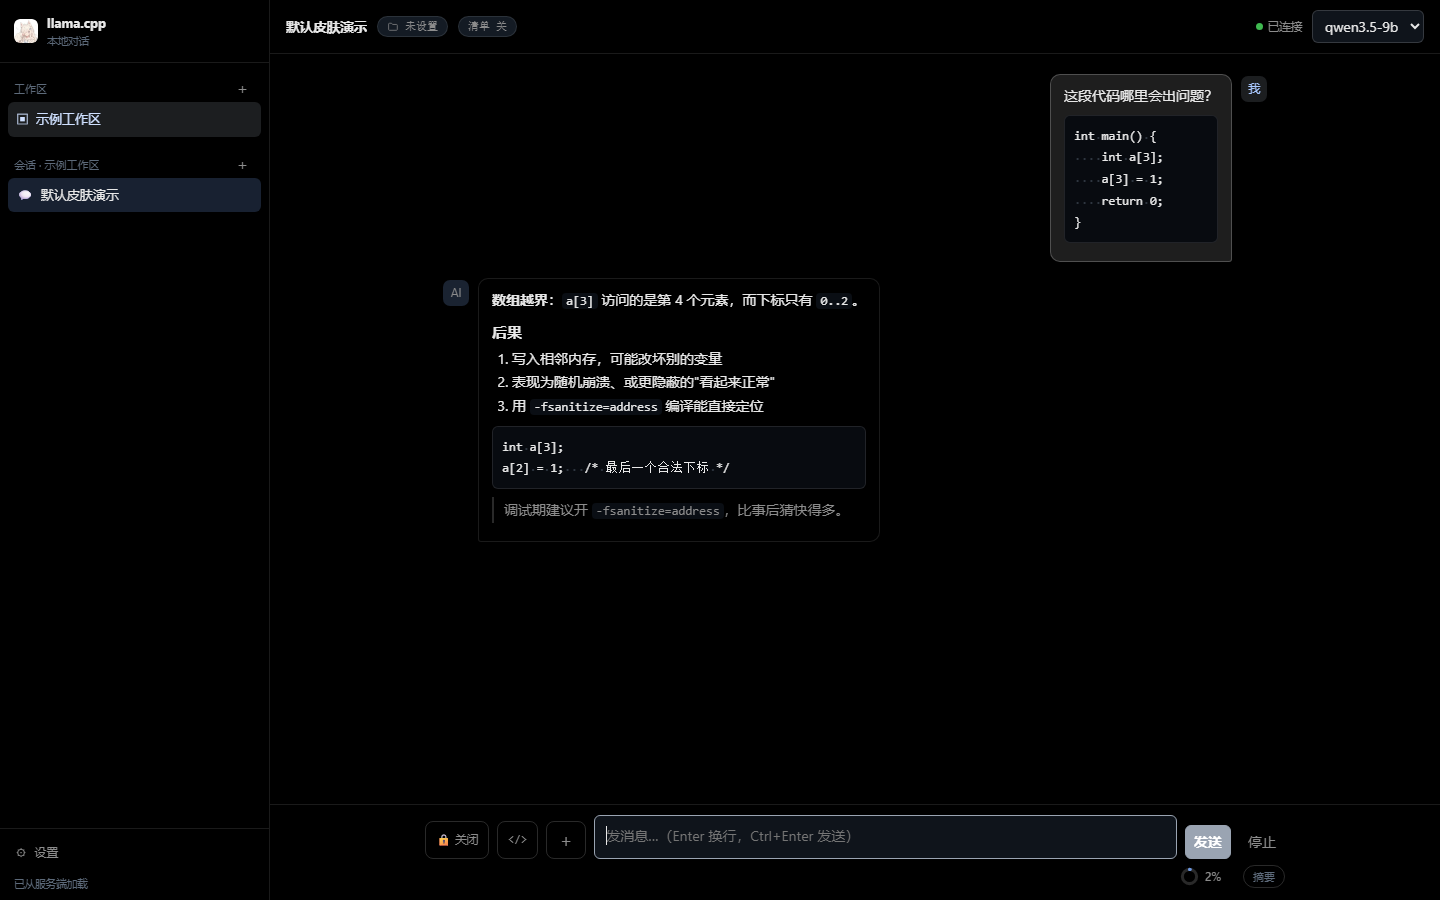 llama.cpp
本地对话
工作区 +
示例工作区
会话 · 示例工作区 +
默认皮肤演示
设置
已从服务端加载
默认皮肤演示 未设置 清单 关
已连接 qwen3.5-9b
我
这段代码哪里会出问题？
int main() {
····int a[3];
····a[3] = 1;
····return 0;
}
AI
数组越界： a[3] 访问的是第 4 个元素，而下标只有 0..2。
后果
1. 写入相邻内存，可能改坏别的变量
2. 表现为随机崩溃、或更隐蔽的"看起来正常"
3. 用 -fsanitize=address 编译能直接定位
int a[3];
a[2] = 1;  /* 最后一个合法下标 */
调试期建议开 -fsanitize=address，比事后猜快得多。
关闭 </> + 发消息...（Enter 换行，Ctrl+Enter 发送） 发送 停止
2% 摘要